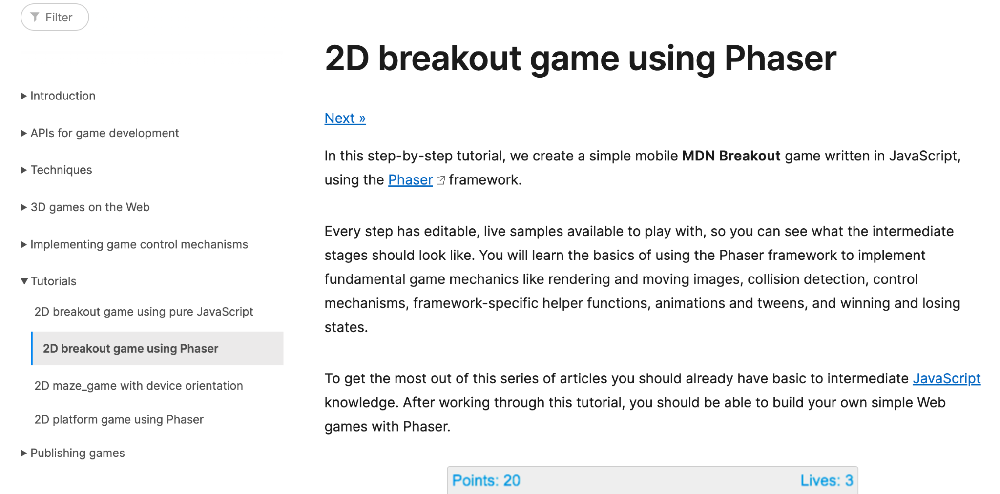 Filter
2D breakout game using Phaser
Introduction
APIs for game development
Techniques
3D games on the Web
Implementing game control mechanisms
Tutorials
2D breakout game using pure JavaScript
2D breakout game using Phaser
2D maze_game with device orientation
2D platform game using Phaser
Publishing games
Next »
In this step-by-step tutorial, we create a simple mobile MDN Breakout game written in JavaScript,
using the Phaser framework.
Every step has editable, live samples available to play with, so you can see what the intermediate
stages should look like. You will learn the basics of using the Phaser framework to implement
fundamental game mechanics like rendering and moving images, collision detection, control
mechanisms, framework-specific helper functions, animations and tweens, and winning and losing
states.
To get the most out of this series of articles you should already have basic to intermediate JavaScript
knowledge. After working through this tutorial, you should be able to build your own simple Web
games with Phaser.
Points: 20 Lives: 3